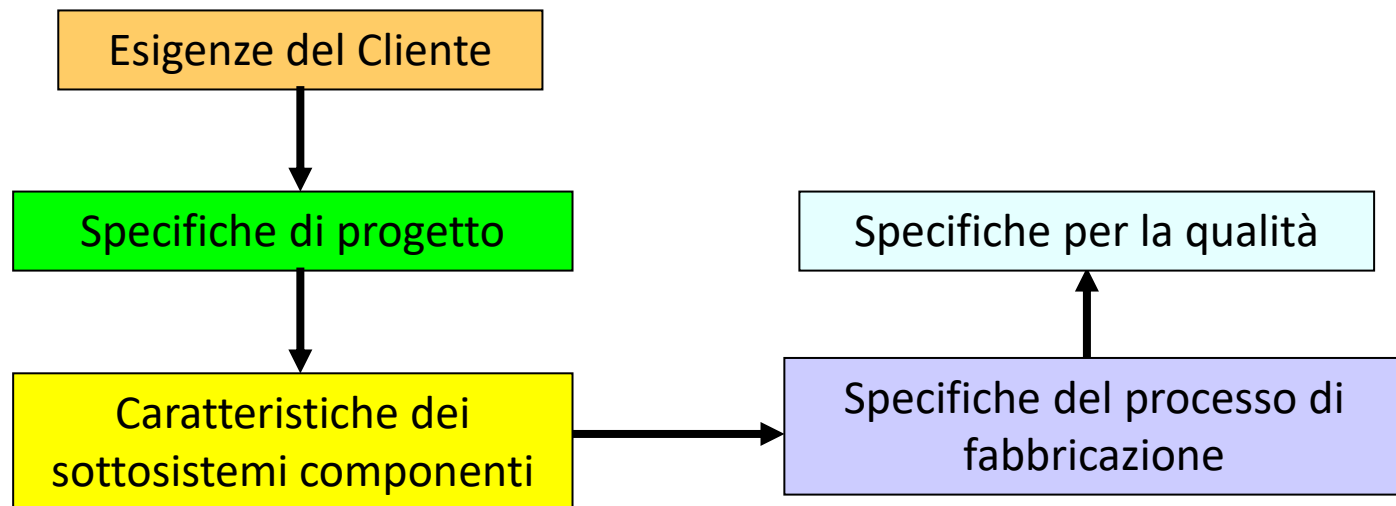 Esigenze del Cliente
Specifiche di progetto
Specifiche per la qualità
Caratteristiche dei
sottosistemi componenti
Specifiche del processo di
fabbricazione